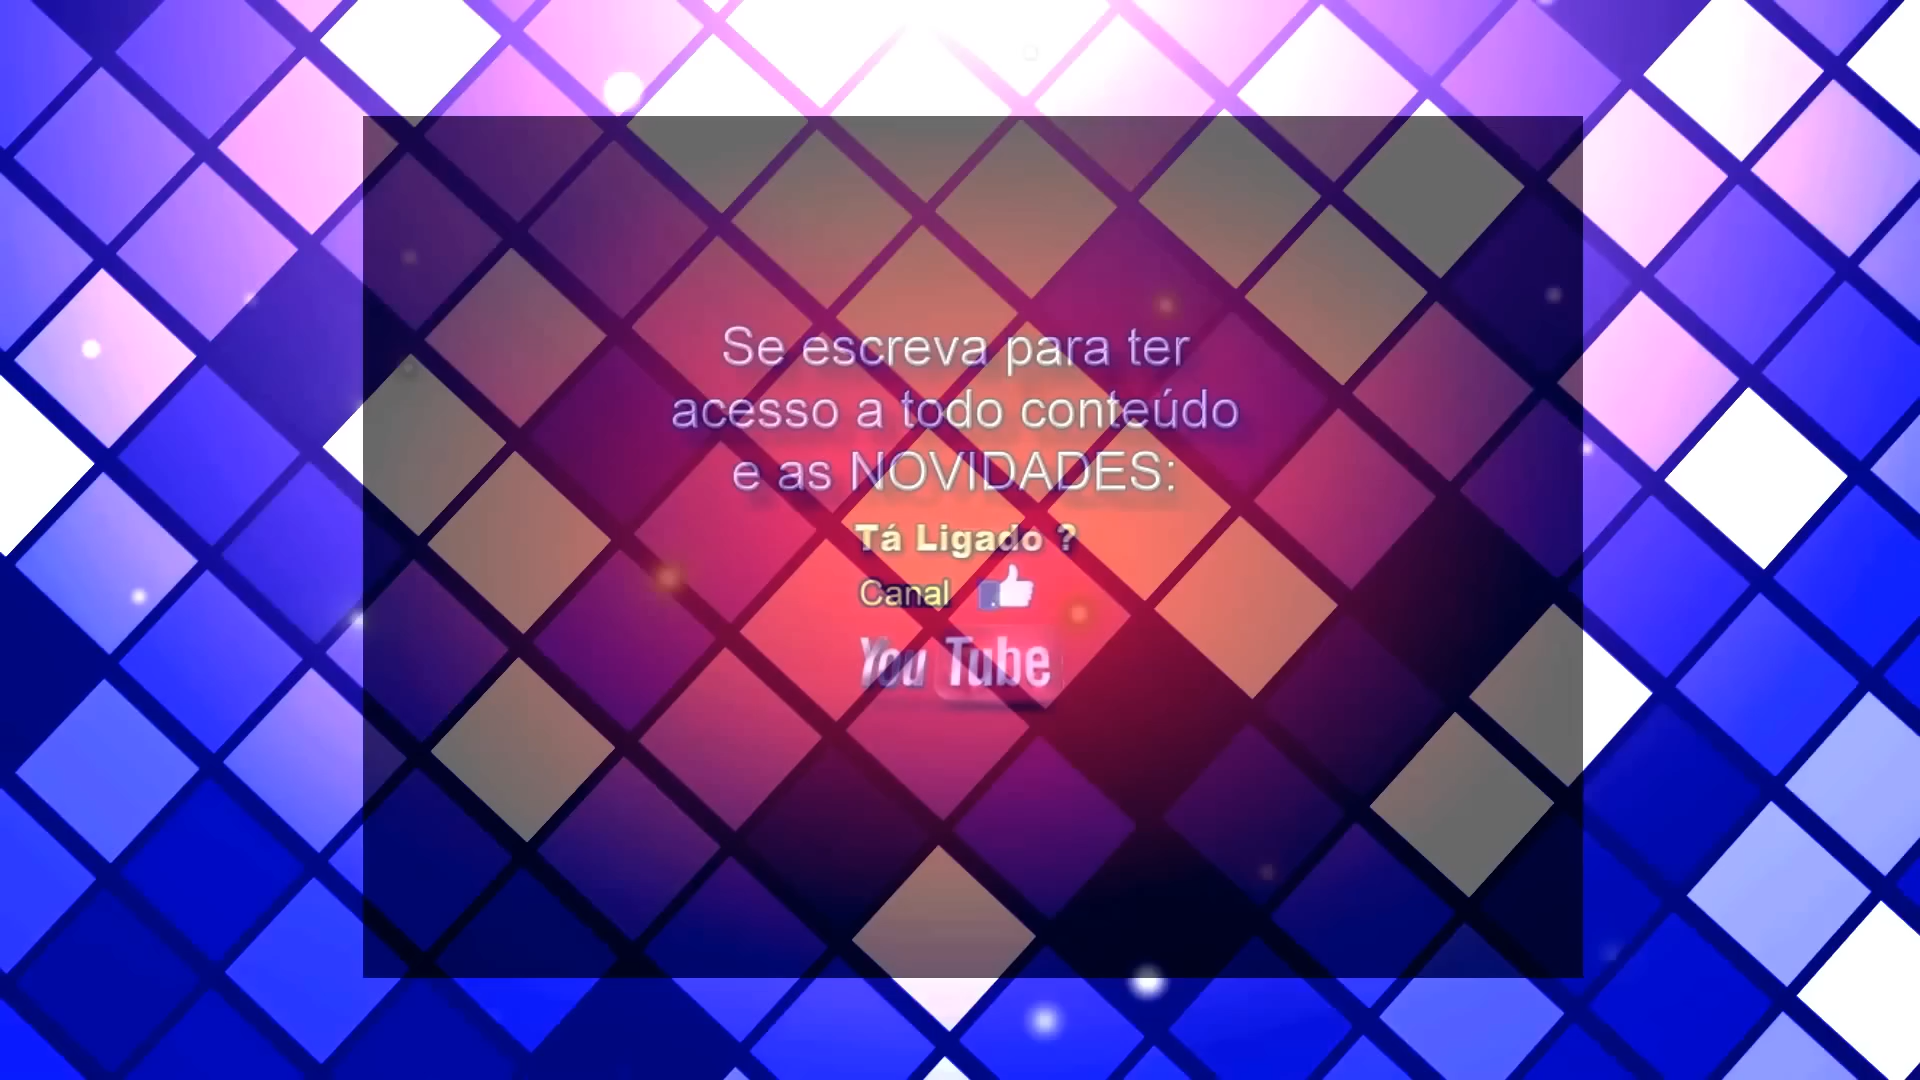 Se escreva para ter
acesso a todo conteúdo
e as NOVIDADES:
Tá Ligado ?
Canal
You Tube